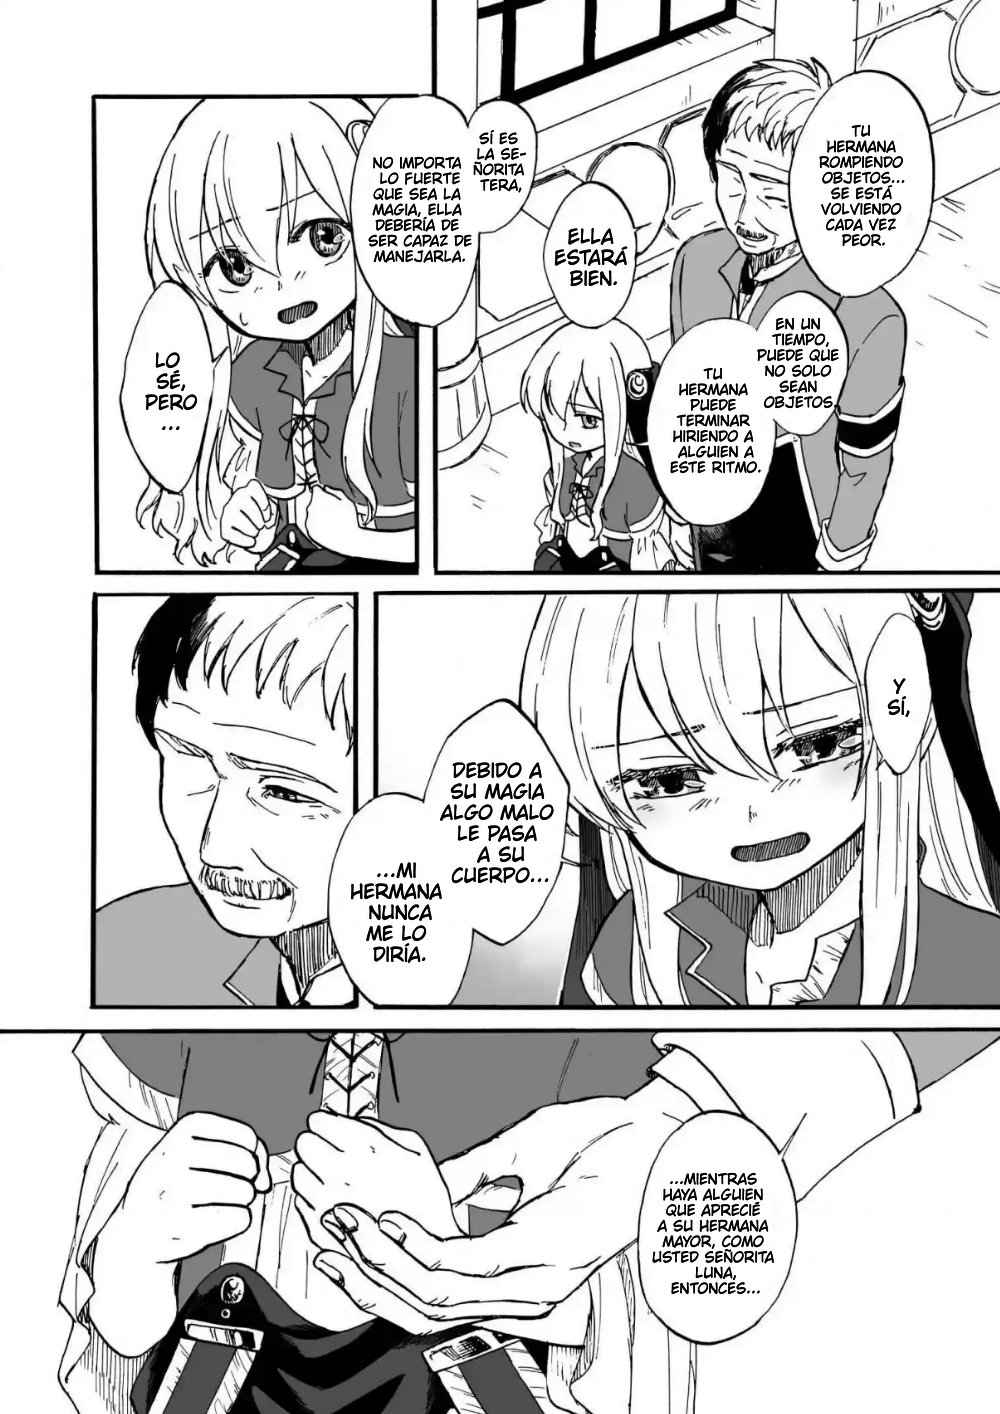 TU
HERMANA
ROMPIENDO
OBJETOS...
SE ESTÁ
VOLVIENDO
CADA VEZ
PEOR.
EN UN
TIEMPO,
PUEDE QUE
NO SOLO
SEAN
OBJETOS
TU
HERMANA
PUEDE
TERMINAR
HIRIENDO A
ALGUIEN A
ESTE RITMO.
ELLA
ESTARÁ
BIEN.
SÍ ES
LA SE-
ÑORITA
TERA,
NO IMPORTA
LO FUERTE
QUE SEA LA
MAGIA, ELLA
DEBERÍA DE
SER CAPAZ DE
MANEJARLA.
LO
SÉ,
PERO
...
Y
SÍ,
DEBIDO A
SU MAGIA
ALGO MALO
LE PASA
A SU
CUERPO...
...MI
HERMANA
NUNCA
ME LO
DIRÍA.
...MIENTRAS
HAYA ALGUIEN
QUE APRECIÉ
A SU HERMANA
MAYOR, COMO
USTED SEÑORITA
LUNA,
ENTONCES...